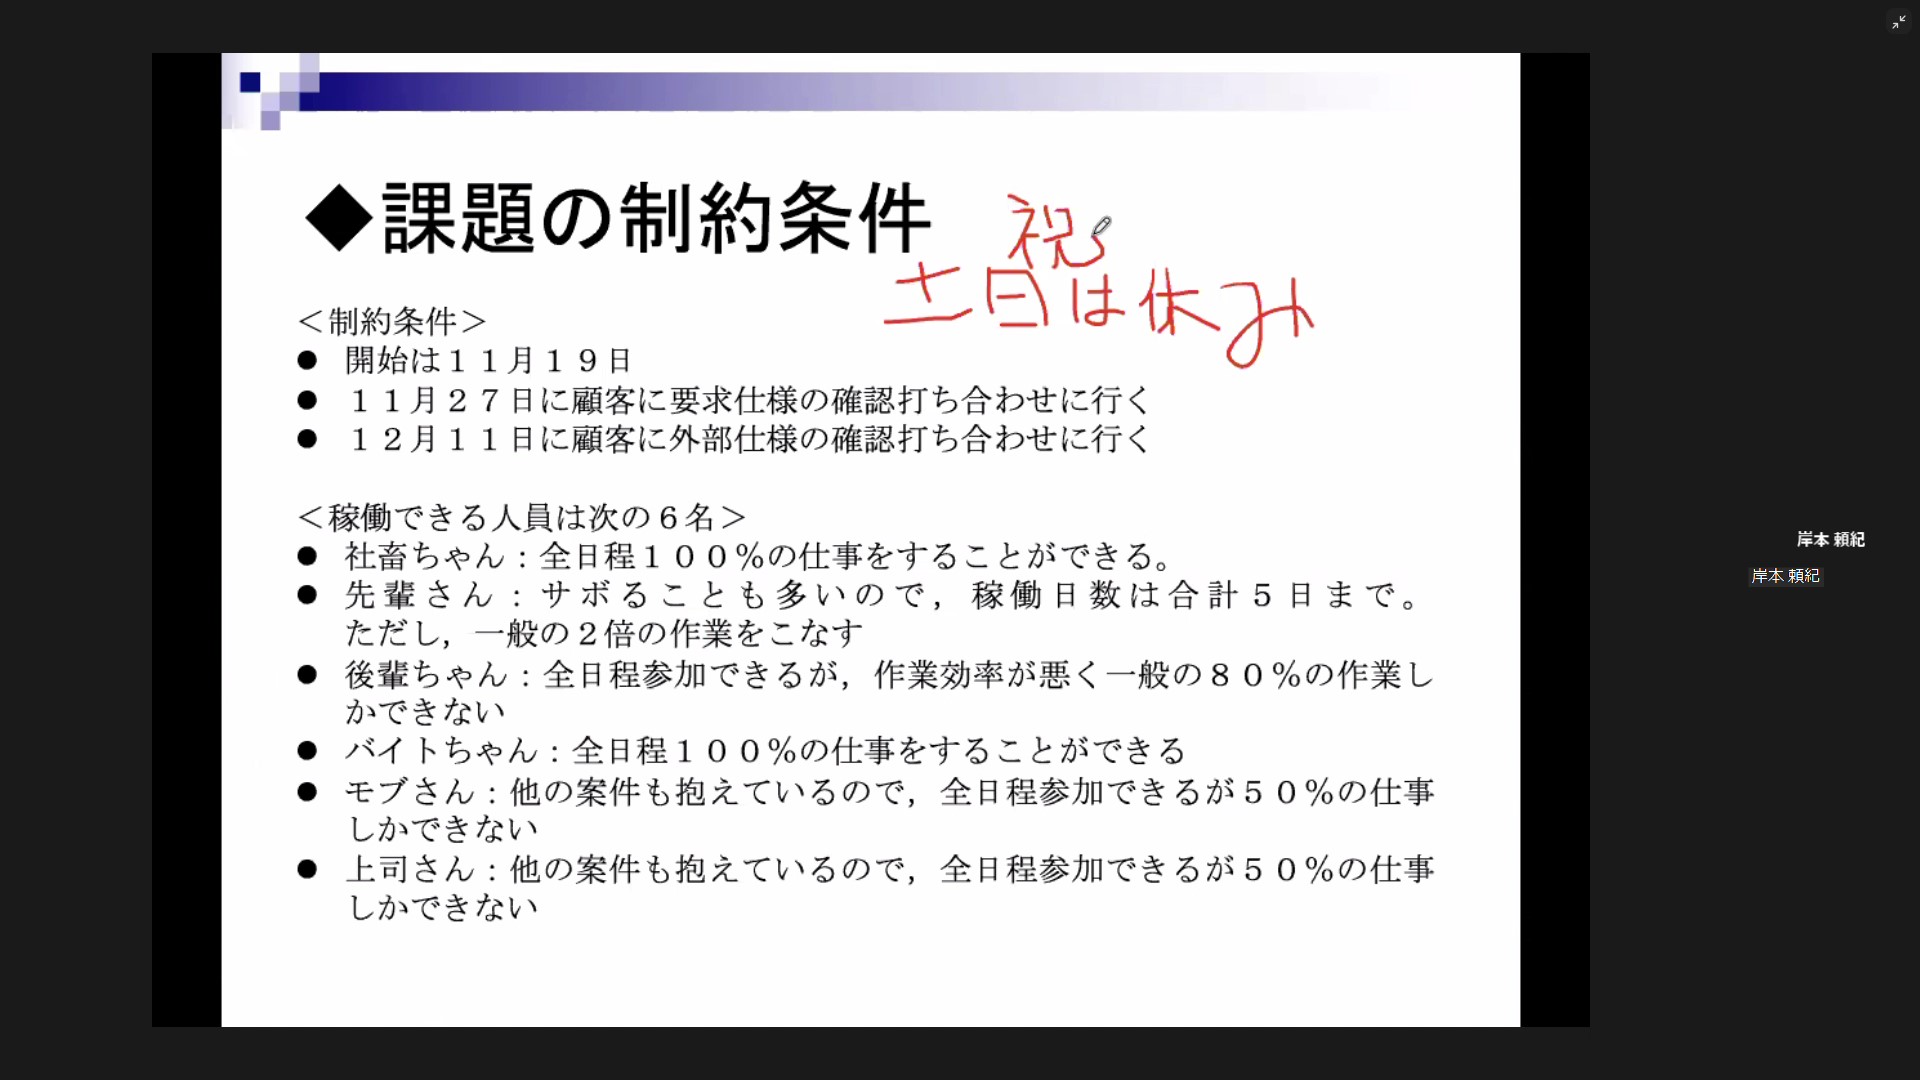 ◆課題の制約条件
祝
土日は休み
＜制約条件＞
● 開始は１１月１９日
● １１月２７日に顧客に要求仕様の確認打ち合わせに行く
● １２月１１日に顧客に外部仕様の確認打ち合わせに行く
＜稼働できる人員は次の６名＞
● 社畜ちゃん：全日程１００％の仕事をすることができる。
● 先輩さん：サボることも多いので，稼働日数は合計５日まで。
ただし，一般の２倍の作業をこなす
● 後輩ちゃん：全日程参加できるが，作業効率が悪く一般の８０％の作業し
かできない
● バイトちゃん：全日程１００％の仕事をすることができる
● モブさん：他の案件も抱えているので，全日程参加できるが５０％の仕事
しかできない
● 上司さん：他の案件も抱えているので，全日程参加できるが５０％の仕事
しかできない
岸本 頼紀
岸本 頼紀